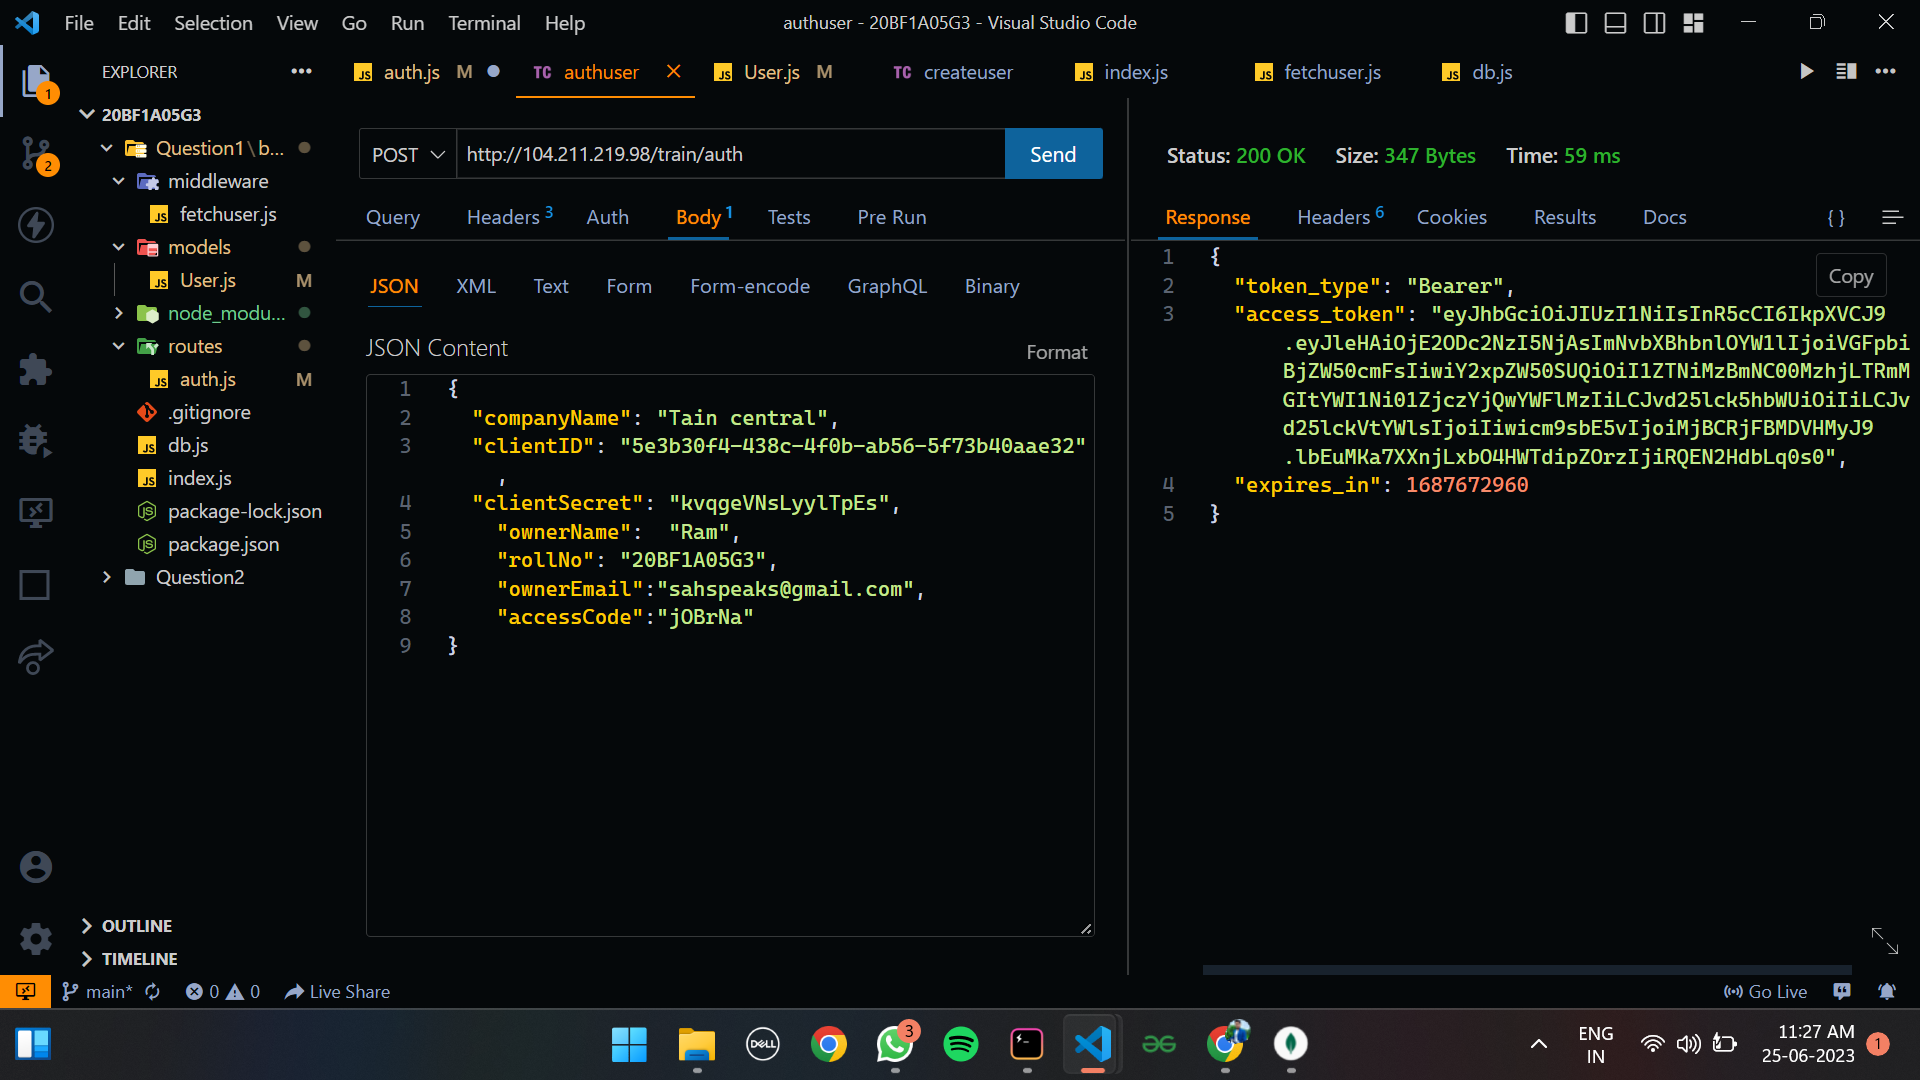 File Edit Selection View Go Run Terminal Help
authuser - 20BF1A05G3 - Visual Studio Code
EXPLORER
auth.js M
TC authuser
User.js M
TC createuser
index.js
fetchuser.js
db.js
1
20BF1A05G3
Question1\b...
2
middleware
fetchuser.js
models
User.js M
node_modu...
routes
auth.js M
.gitignore
db.js
index.js
package-lock.json
package.json
Question2
OUTLINE
TIMELINE
POST http://104.211.219.98/train/auth Send
Query Headers 3 Auth Body 1 Tests Pre Run
JSON XML Text Form Form-encode GraphQL Binary
JSON Content
Format
1 {
2 "companyName": "Tain central",
3 "clientID": "5e3b30f4-438c-4f0b-ab56-5f73b40aae32"
,
4 "clientSecret": "kvqgeVNsLyylTpEs",
5 "ownerName": "Ram",
6 "rollNo": "20BF1A05G3",
7 "ownerEmail":"sahspeaks@gmail.com",
8 "accessCode":"jOBrNa"
9 }
Status: 200 OK Size: 347 Bytes Time: 59 ms
Response Headers 6 Cookies Results Docs { }
Copy
1 {
2 "token_type": "Bearer",
3 "access_token": "eyJhbGciOiJIUzI1NiIsInR5cCI6IkpXVCJ9
.eyJleHAiOjE2ODc2NzI5NjAsImNvbXBhbnlOYW1lIjoiVGFpbi
BjZW50cmFsIiwiY2xpZW50SUQiOiI1ZTNiMzBmNC00MzhjLTRmM
GItYWI1Ni01ZjczYjQwYWFlMzIiLCJvd25lck5hbWUiOiIiLCJv
d25lckVtYWlsIjoiIiwicm9sbE5vIjoiMjBCRjFBMDVHMyJ9
.lbEuMKa7XXnjLxbO4HWTdipZOrzIjiRQEN2HdbLq0s0",
4 "expires_in": 1687672960
5 }
main* 0 0 Live Share
Go Live
DELL
3
ENG
IN
11:27 AM
25-06-2023
1